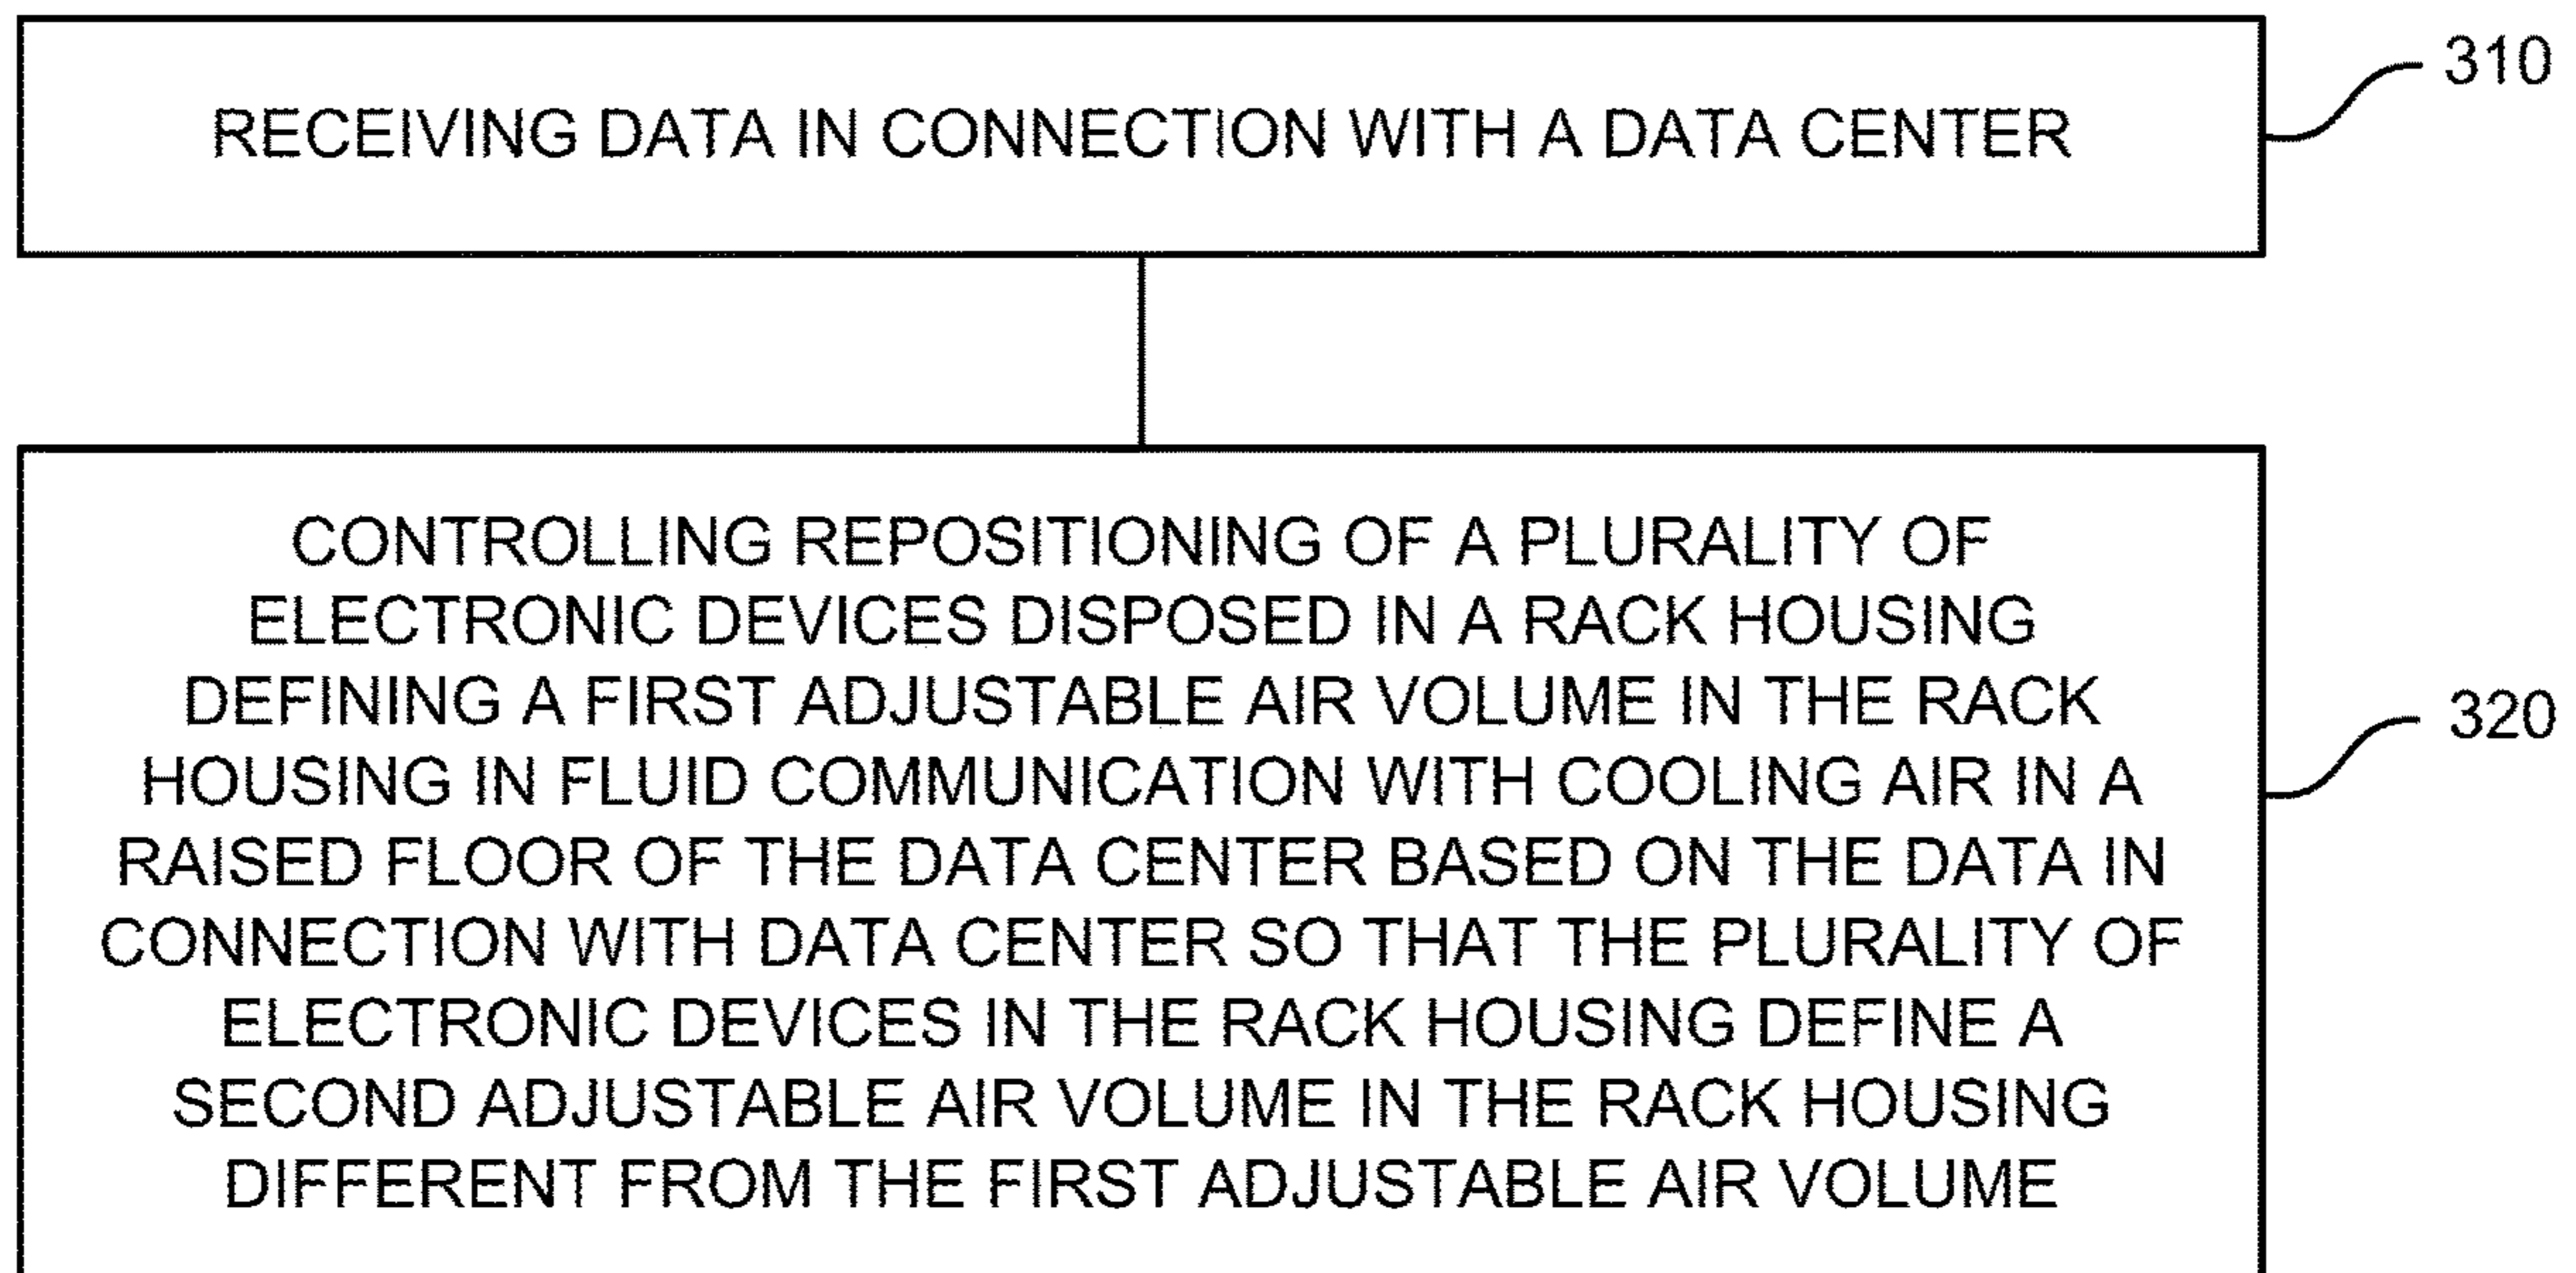 RECEIVING DATA IN CONNECTION WITH A DATA CENTER
310
CONTROLLING REPOSITIONING OF A PLURALITY OF
ELECTRONIC DEVICES DISPOSED IN A RACK HOUSING
DEFINING A FIRST ADJUSTABLE AIR VOLUME IN THE RACK
HOUSING IN FLUID COMMUNICATION WITH COOLING AIR IN A
RAISED FLOOR OF THE DATA CENTER BASED ON THE DATA IN
CONNECTION WITH DATA CENTER SO THAT THE PLURALITY OF
ELECTRONIC DEVICES IN THE RACK HOUSING DEFINE A
SECOND ADJUSTABLE AIR VOLUME IN THE RACK HOUSING
DIFFERENT FROM THE FIRST ADJUSTABLE AIR VOLUME
320